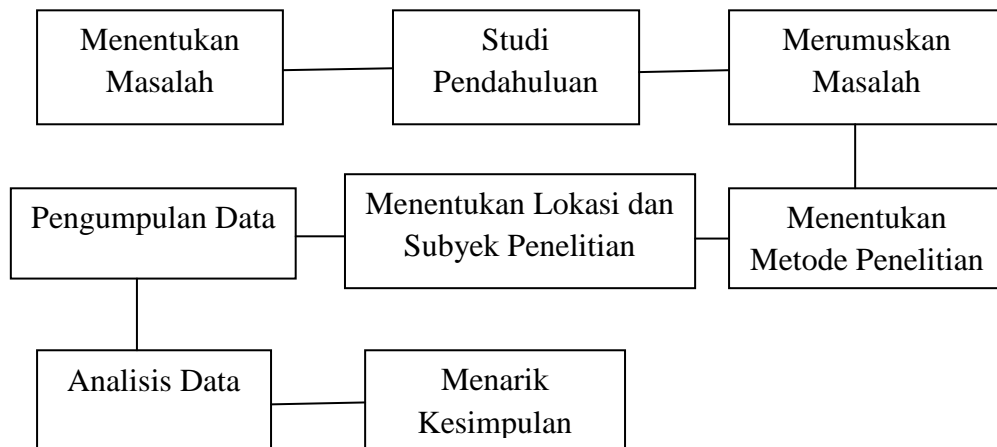 Menentukan
Masalah
Studi
Pendahuluan
Merumuskan
Masalah
Menentukan
Metode Penelitian
Menentukan Lokasi dan
Subyek Penelitian
Pengumpulan Data
Analisis Data
Menarik
Kesimpulan